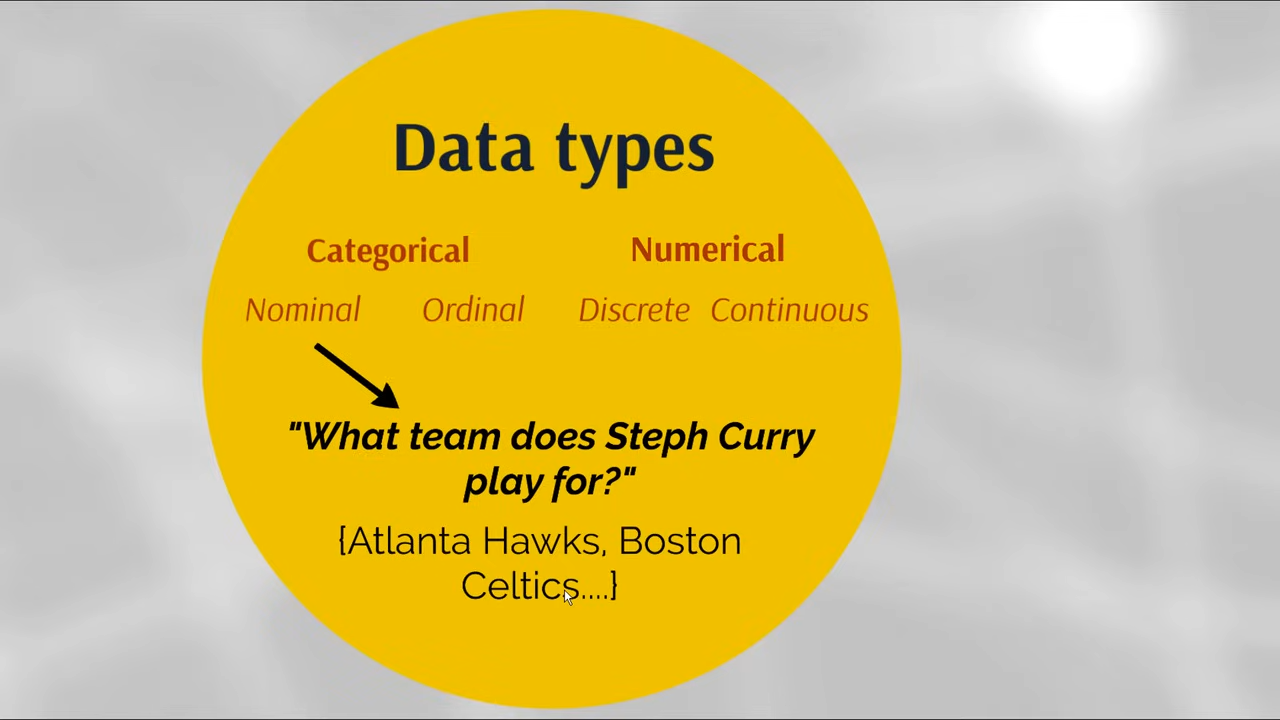 Data types
Categorical Numerical
Nominal Ordinal Discrete Continuous
"What team does Steph Curry
play for?"
{Atlanta Hawks, Boston
Celtics....}